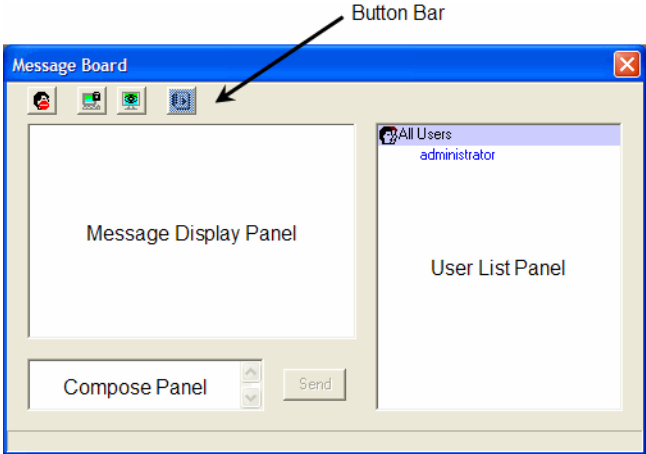 Button Bar
Message Board
All Users
administrator
Message Display Panel
User List Panel
Compose Panel
Send